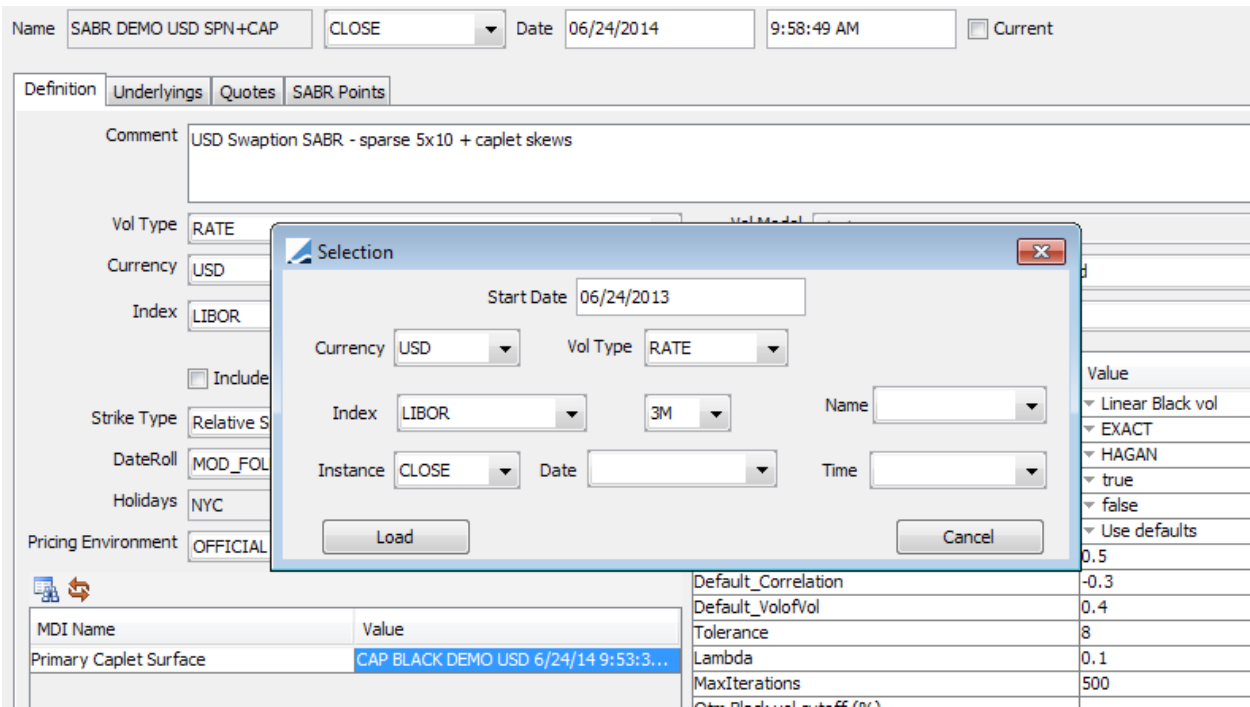 Name SABR DEMO USD SPN+CAP CLOSE Date 06/24/2014 9:58:49 AM Current
Definition Underlyings Quotes SABR Points
Comment USD Swaption SABR - sparse 5x10 + caplet skews
Vol Type RATE Vol Model
Currency USD
Index LIBOR
Include
Strike Type Relative S
DateRoll MOD_FOL
Holidays NYC
Pricing Environment OFFICIAL
Selection
Start Date 06/24/2013
Currency USD Vol Type RATE
Index LIBOR 3M Name
Instance CLOSE Date Time
Load Cancel
Value
Linear Black vol
EXACT
HAGAN
true
false
Use defaults
0.5
Default_Correlation -0.3
Default_VolofVol 0.4
Tolerance 8
Lambda 0.1
MaxIterations 500
MDI Name Value
Primary Caplet Surface CAP BLACK DEMO USD 6/24/14 9:53:3...